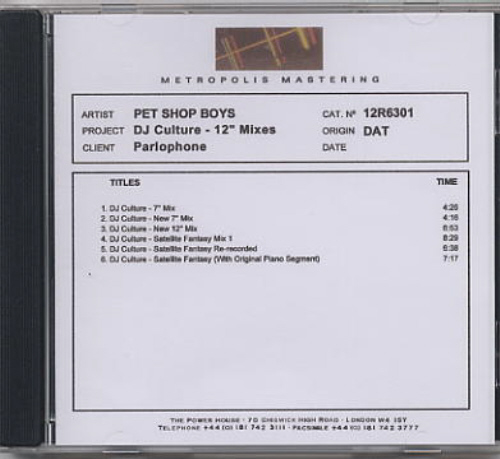 METROPOLIS MASTERING
ARTIST PET SHOP BOYS CAT. Nº 12R6301
PROJECT DJ Culture - 12" Mixes ORIGIN DAT
CLIENT Parlophone DATE
TITLES TIME
1. DJ Culture - 7" Mix 4:26
2. DJ Culture - New 7" Mix 4:16
3. DJ Culture - New 12" Mix 6:53
4. DJ Culture - Satellite Fantasy Mix 1 8:29
5. DJ Culture - Satellite Fantasy Re-recorded 6:38
6. DJ Culture - Satellite Fantasy (With Original Piano Segment) 7:17
THE POWER HOUSE · 70 CHISWICK HIGH ROAD · LONDON W4 1SY
TELEPHONE +44 (0) 181 742 3111 · FACSIMILE +44 (0) 181 742 3777